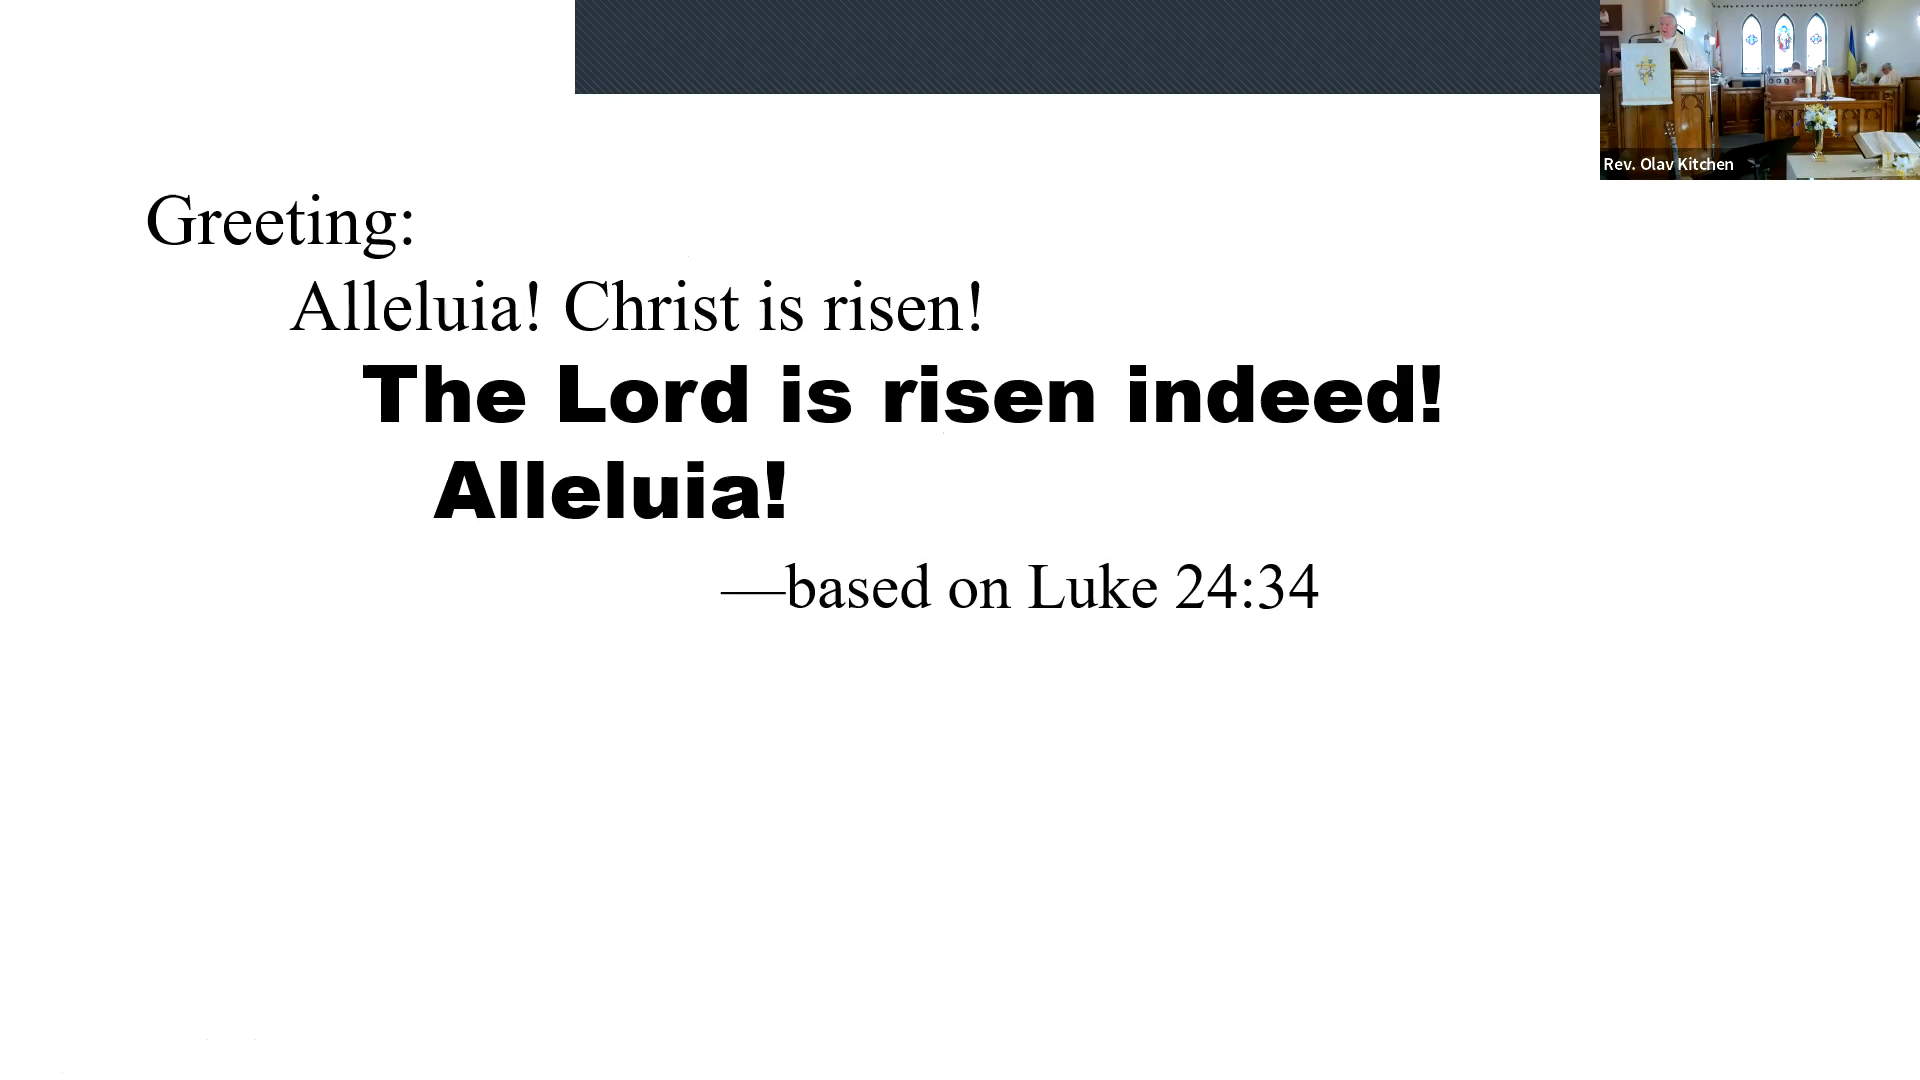 Greeting:
Alleluia! Christ is risen!
The Lord is risen indeed!
Alleluia!
—based on Luke 24:34
Rev. Olav Kitchen